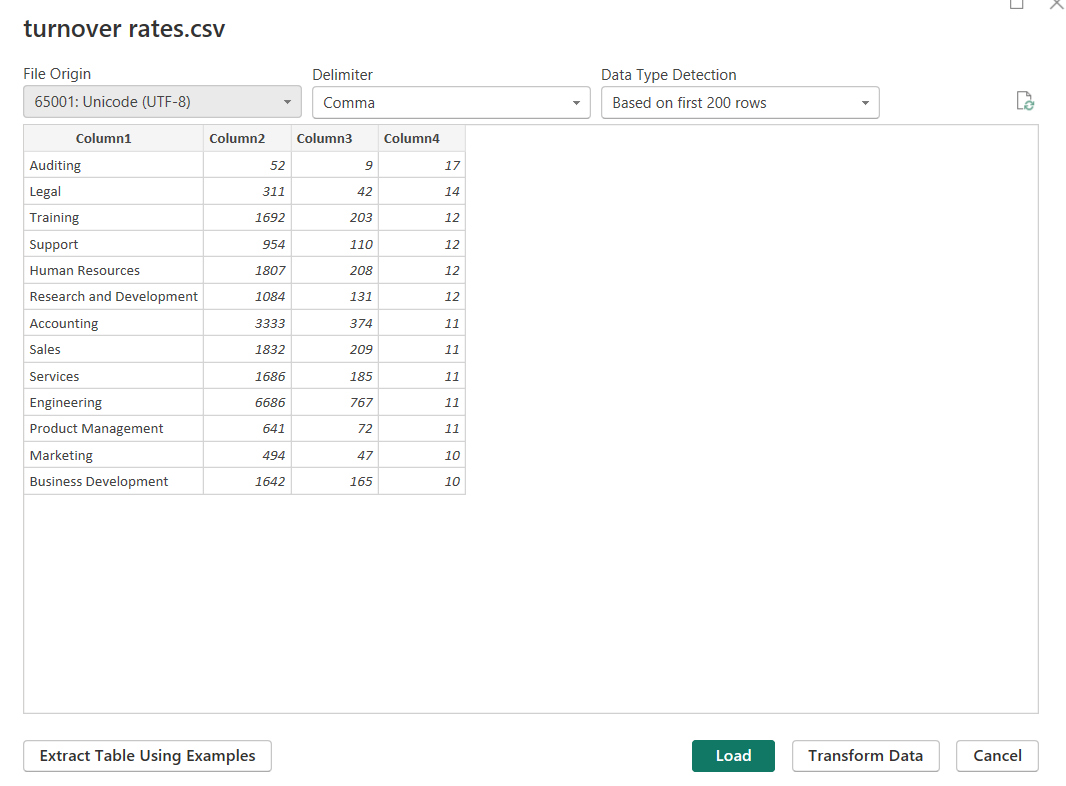 turnover rates.csv
File Origin Delimiter Data Type Detection
65001: Unicode (UTF-8) Comma Based on first 200 rows
Column1 Column2 Column3 Column4
Auditing 52 9 17
Legal 311 42 14
Training 1692 203 12
Support 954 110 12
Human Resources 1807 208 12
Research and Development 1084 131 12
Accounting 3333 374 11
Sales 1832 209 11
Services 1686 185 11
Engineering 6686 767 11
Product Management 641 72 11
Marketing 494 47 10
Business Development 1642 165 10
Extract Table Using Examples Load Transform Data Cancel